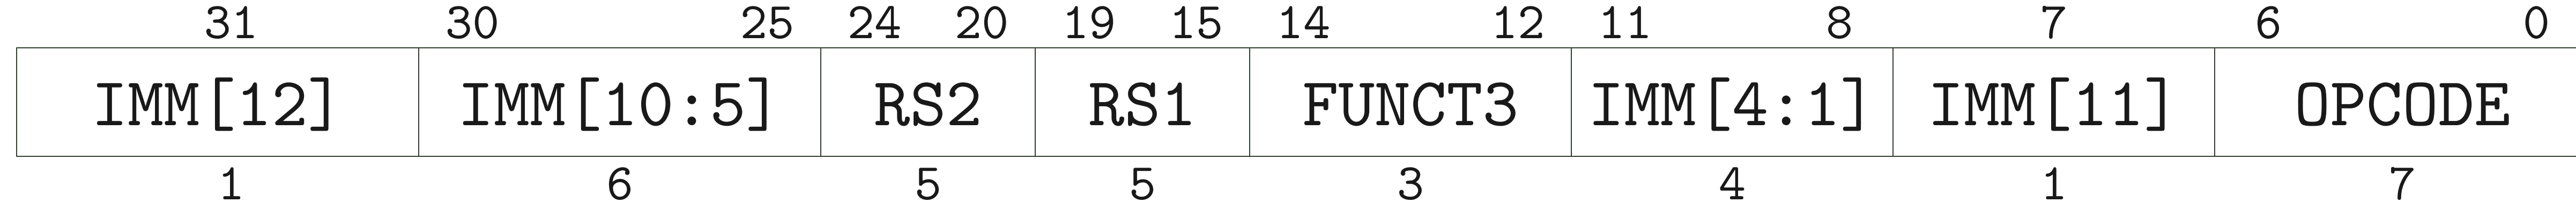 31 30 25 24 20 19 15 14 12 11 8 7 6 0
IMM[12] IMM[10:5] RS2 RS1 FUNCT3 IMM[4:1] IMM[11] OPCODE
1 6 5 5 3 4 1 7